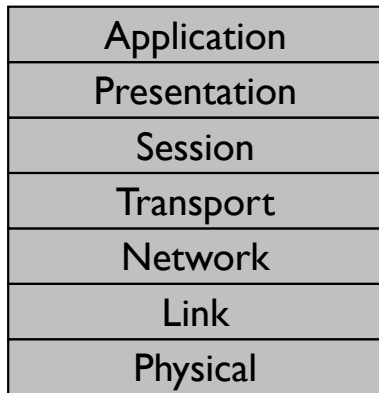 Application
Presentation
Session
Transport
Network
Link
Physical